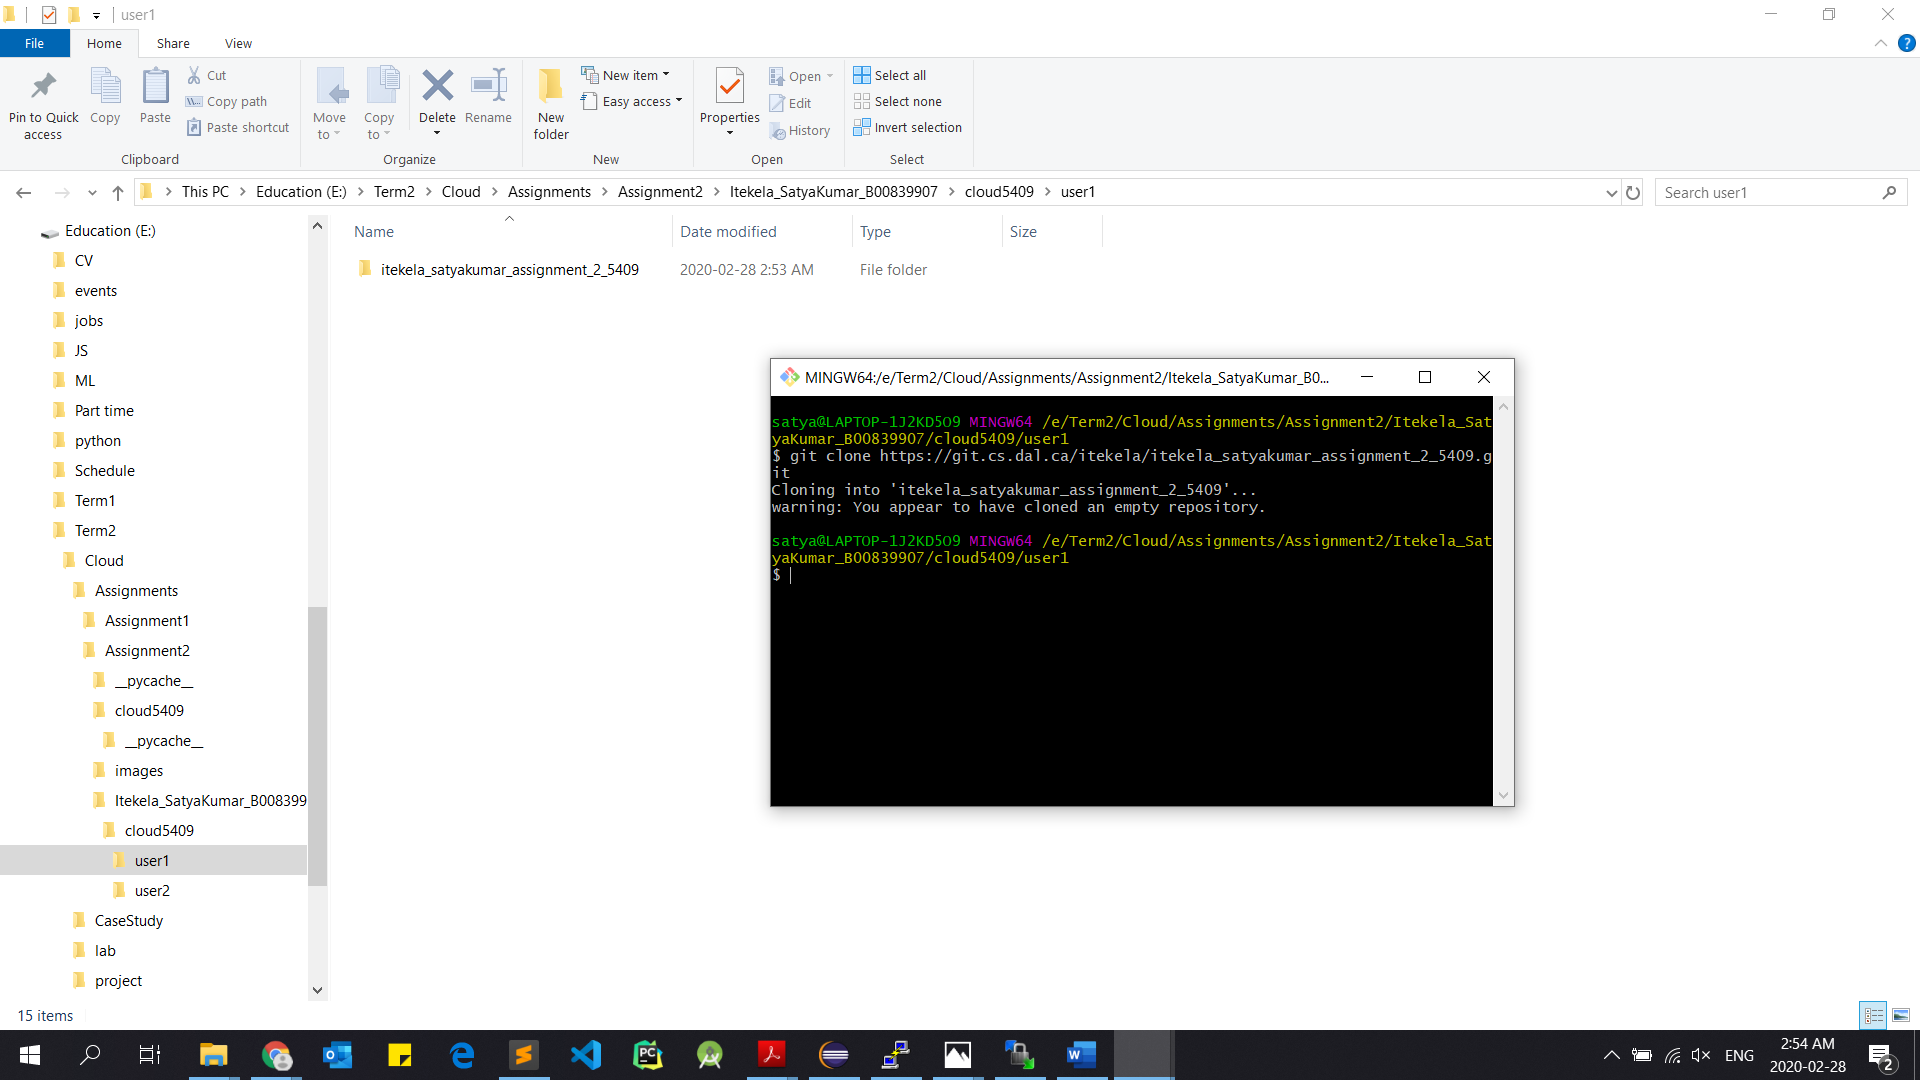 user1
File Home Share View
Pin to Quick access
Copy
Paste
Cut
Copy path
Paste shortcut
Clipboard
Move to
Copy to
Delete
Rename
Organize
New folder
New item
Easy access
New
Properties
Open
Edit
History
Open
Select all
Select none
Invert selection
Select
This PC Education (E:) Term2 Cloud Assignments Assignment2 Itekela_SatyaKumar_B00839907 cloud5409 user1
Search user1
Education (E:)
CV
events
jobs
JS
ML
Part time
python
Schedule
Term1
Term2
Cloud
Assignments
Assignment1
Assignment2
__pycache__
cloud5409
__pycache__
images
Itekela_SatyaKumar_B008399
cloud5409
user1
user2
CaseStudy
lab
project
Name Date modified Type Size
itekela_satyakumar_assignment_2_5409 2020-02-28 2:53 AM File folder
MINGW64:/e/Term2/Cloud/Assignments/Assignment2/Itekela_SatyaKumar_B0...
satya@LAPTOP-1J2KD5O9 MINGW64 /e/Term2/Cloud/Assignments/Assignment2/Itekela_Sat
yaKumar_B00839907/cloud5409/user1
$ git clone https://git.cs.dal.ca/itekela/itekela_satyakumar_assignment_2_5409.g
it
Cloning into 'itekela_satyakumar_assignment_2_5409'...
warning: You appear to have cloned an empty repository.
satya@LAPTOP-1J2KD5O9 MINGW64 /e/Term2/Cloud/Assignments/Assignment2/Itekela_Sat
yaKumar_B00839907/cloud5409/user1
$
15 items
ENG
2:54 AM
2020-02-28
2